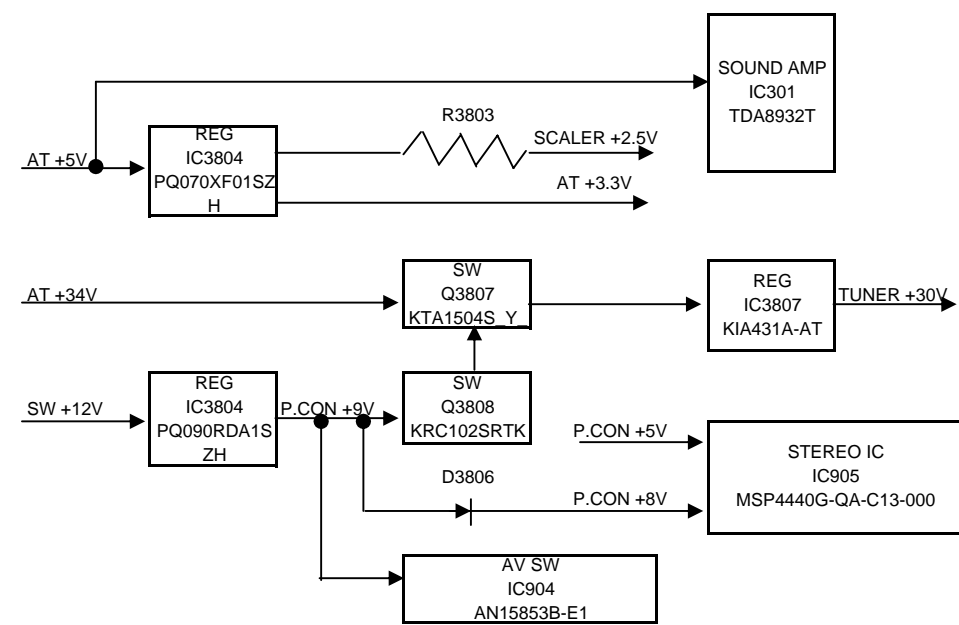 SOUND AMP
IC301
TDA8932T
R3803
SCALER +2.5V
AT +5V
REG
IC3804
PQ070XF01SZ
H
AT +3.3V
AT +34V
SW
Q3807
KTA1504S_Y_
REG
IC3807
KIA431A-AT
TUNER +30V
SW +12V
REG
IC3804
PQ090RDA1S
ZH
P.CON +9V
SW
Q3808
KRC102SRTK
P.CON +5V
STEREO IC
IC905
MSP4440G-QA-C13-000
D3806
P.CON +8V
AV SW
IC904
AN15853B-E1